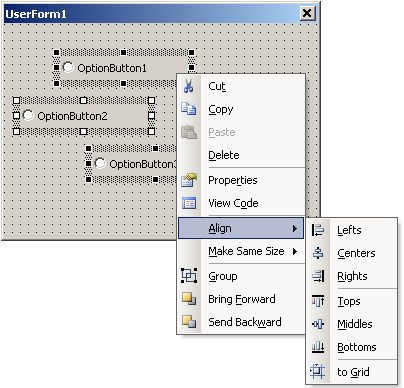 UserForm1
OptionButton1
OptionButton2
OptionButton3
Cut
Copy
Paste
Delete
Properties
View Code
Align
Make Same Size
Group
Bring Forward
Send Backward
Lefts
Centers
Rights
Tops
Middles
Bottoms
to Grid